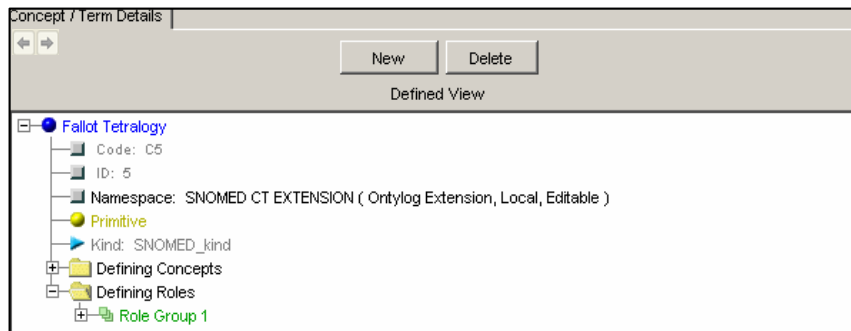 Concept / Term Details
New Delete
Defined View
Fallot Tetralogy
Code: C5
ID: 5
Namespace: SNOMED CT EXTENSION ( Ontylog Extension, Local, Editable )
Primitive
Kind: SNOMED_kind
Defining Concepts
Defining Roles
Role Group 1